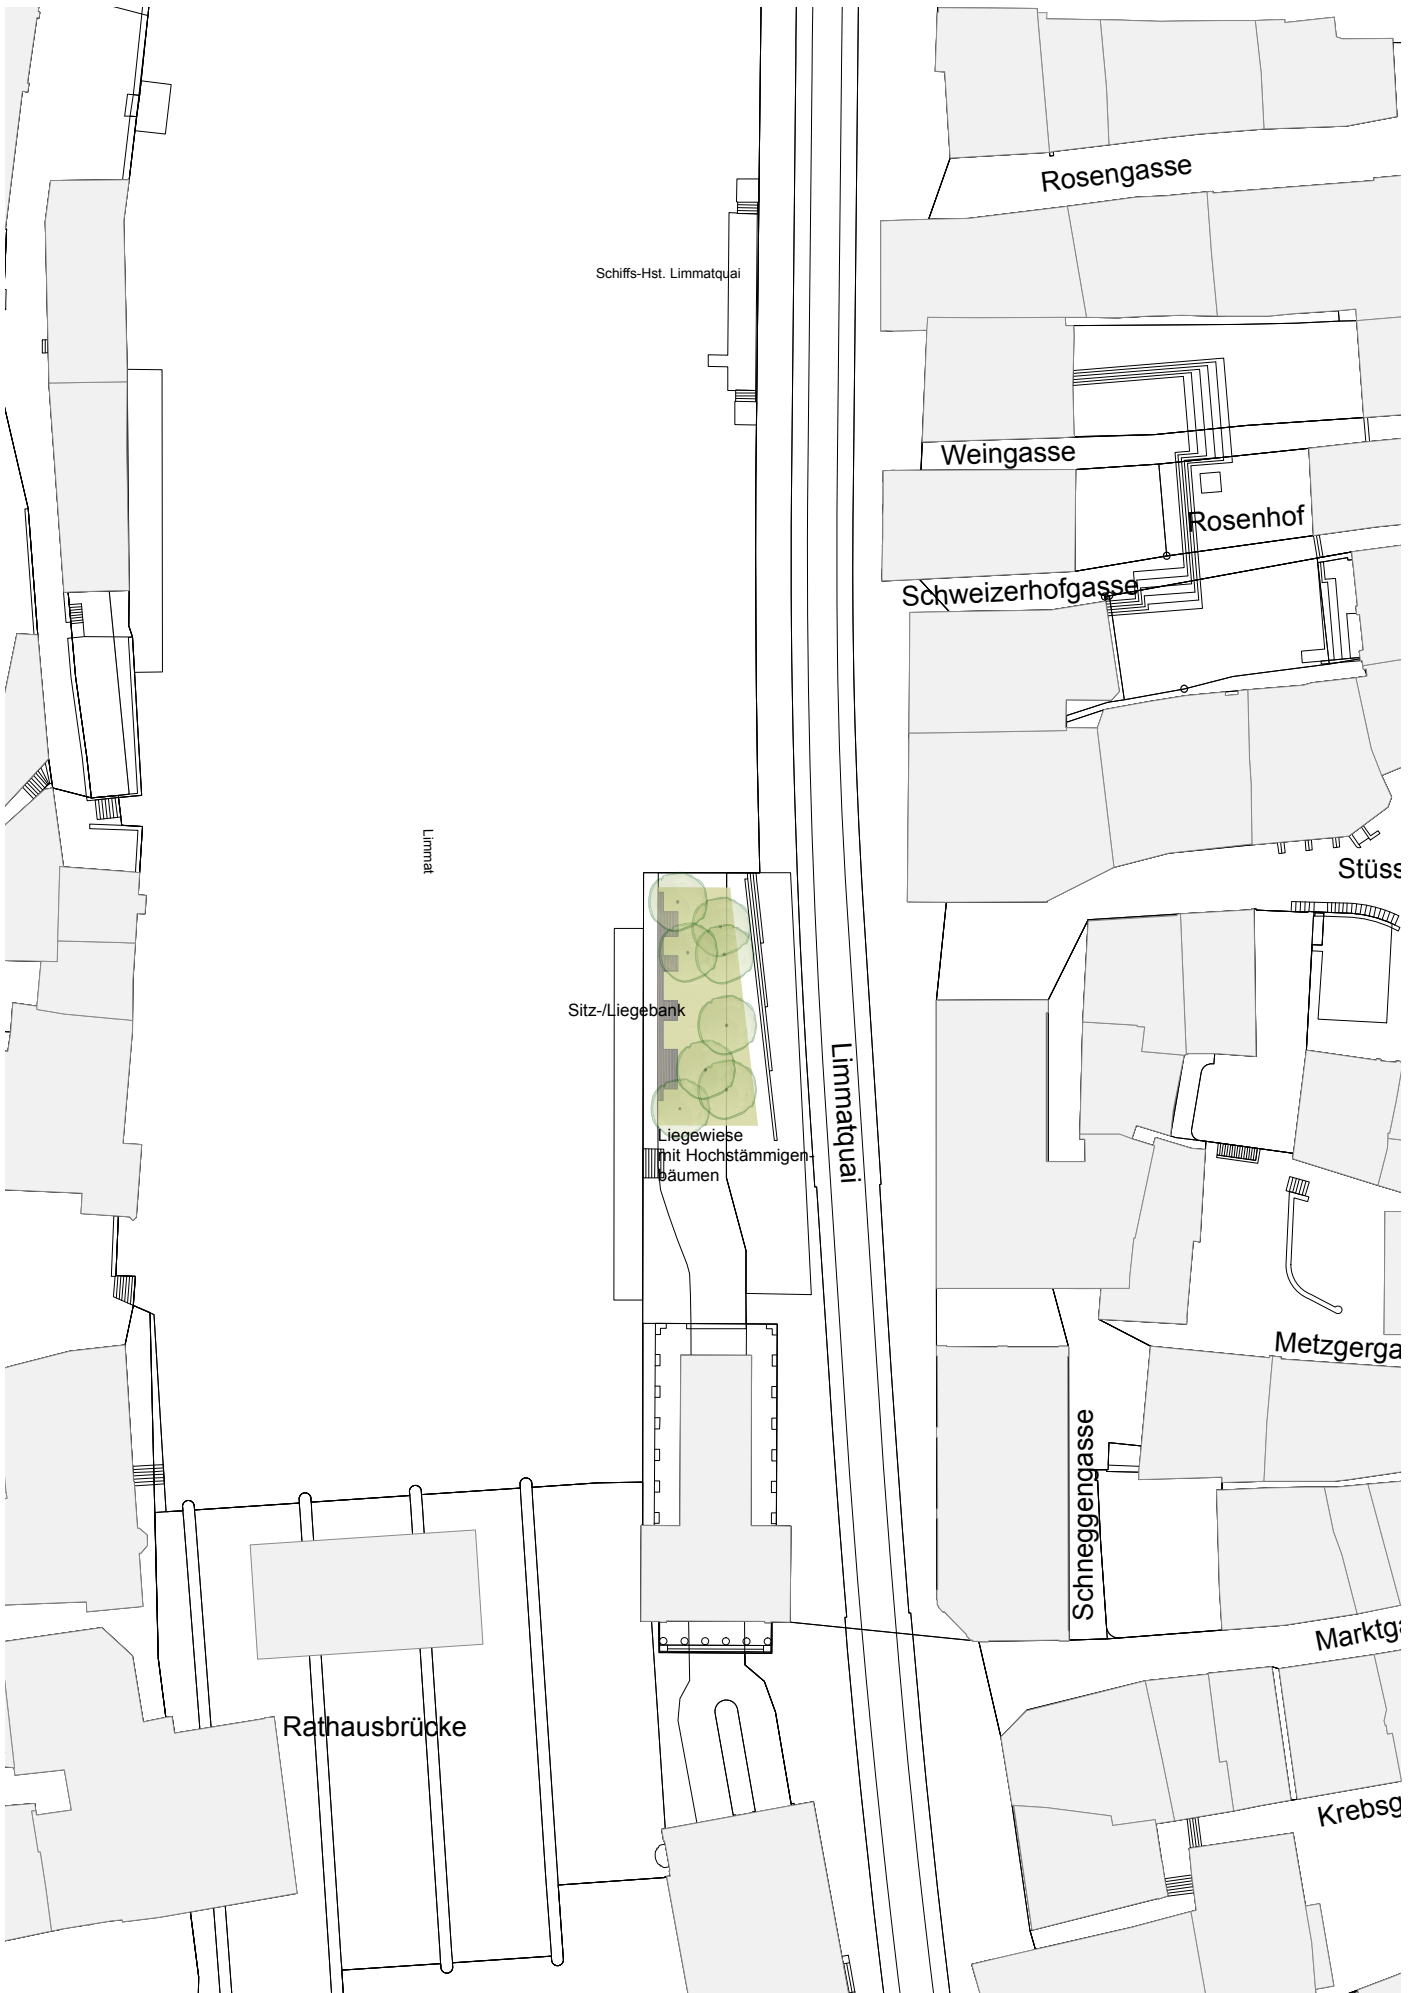 Rosengasse
Schiffs-Hst. Limmatquai
Weingasse
Rosenhof
Schweizerhofgasse
Limmat
Stüss
Sitz-/Liegebank
Limmatquai
Liegewiese
mit Hochstämmigen-
bäumen
Metzgerga
Schneggengasse
Marktga
Rathausbrücke
Krebsg